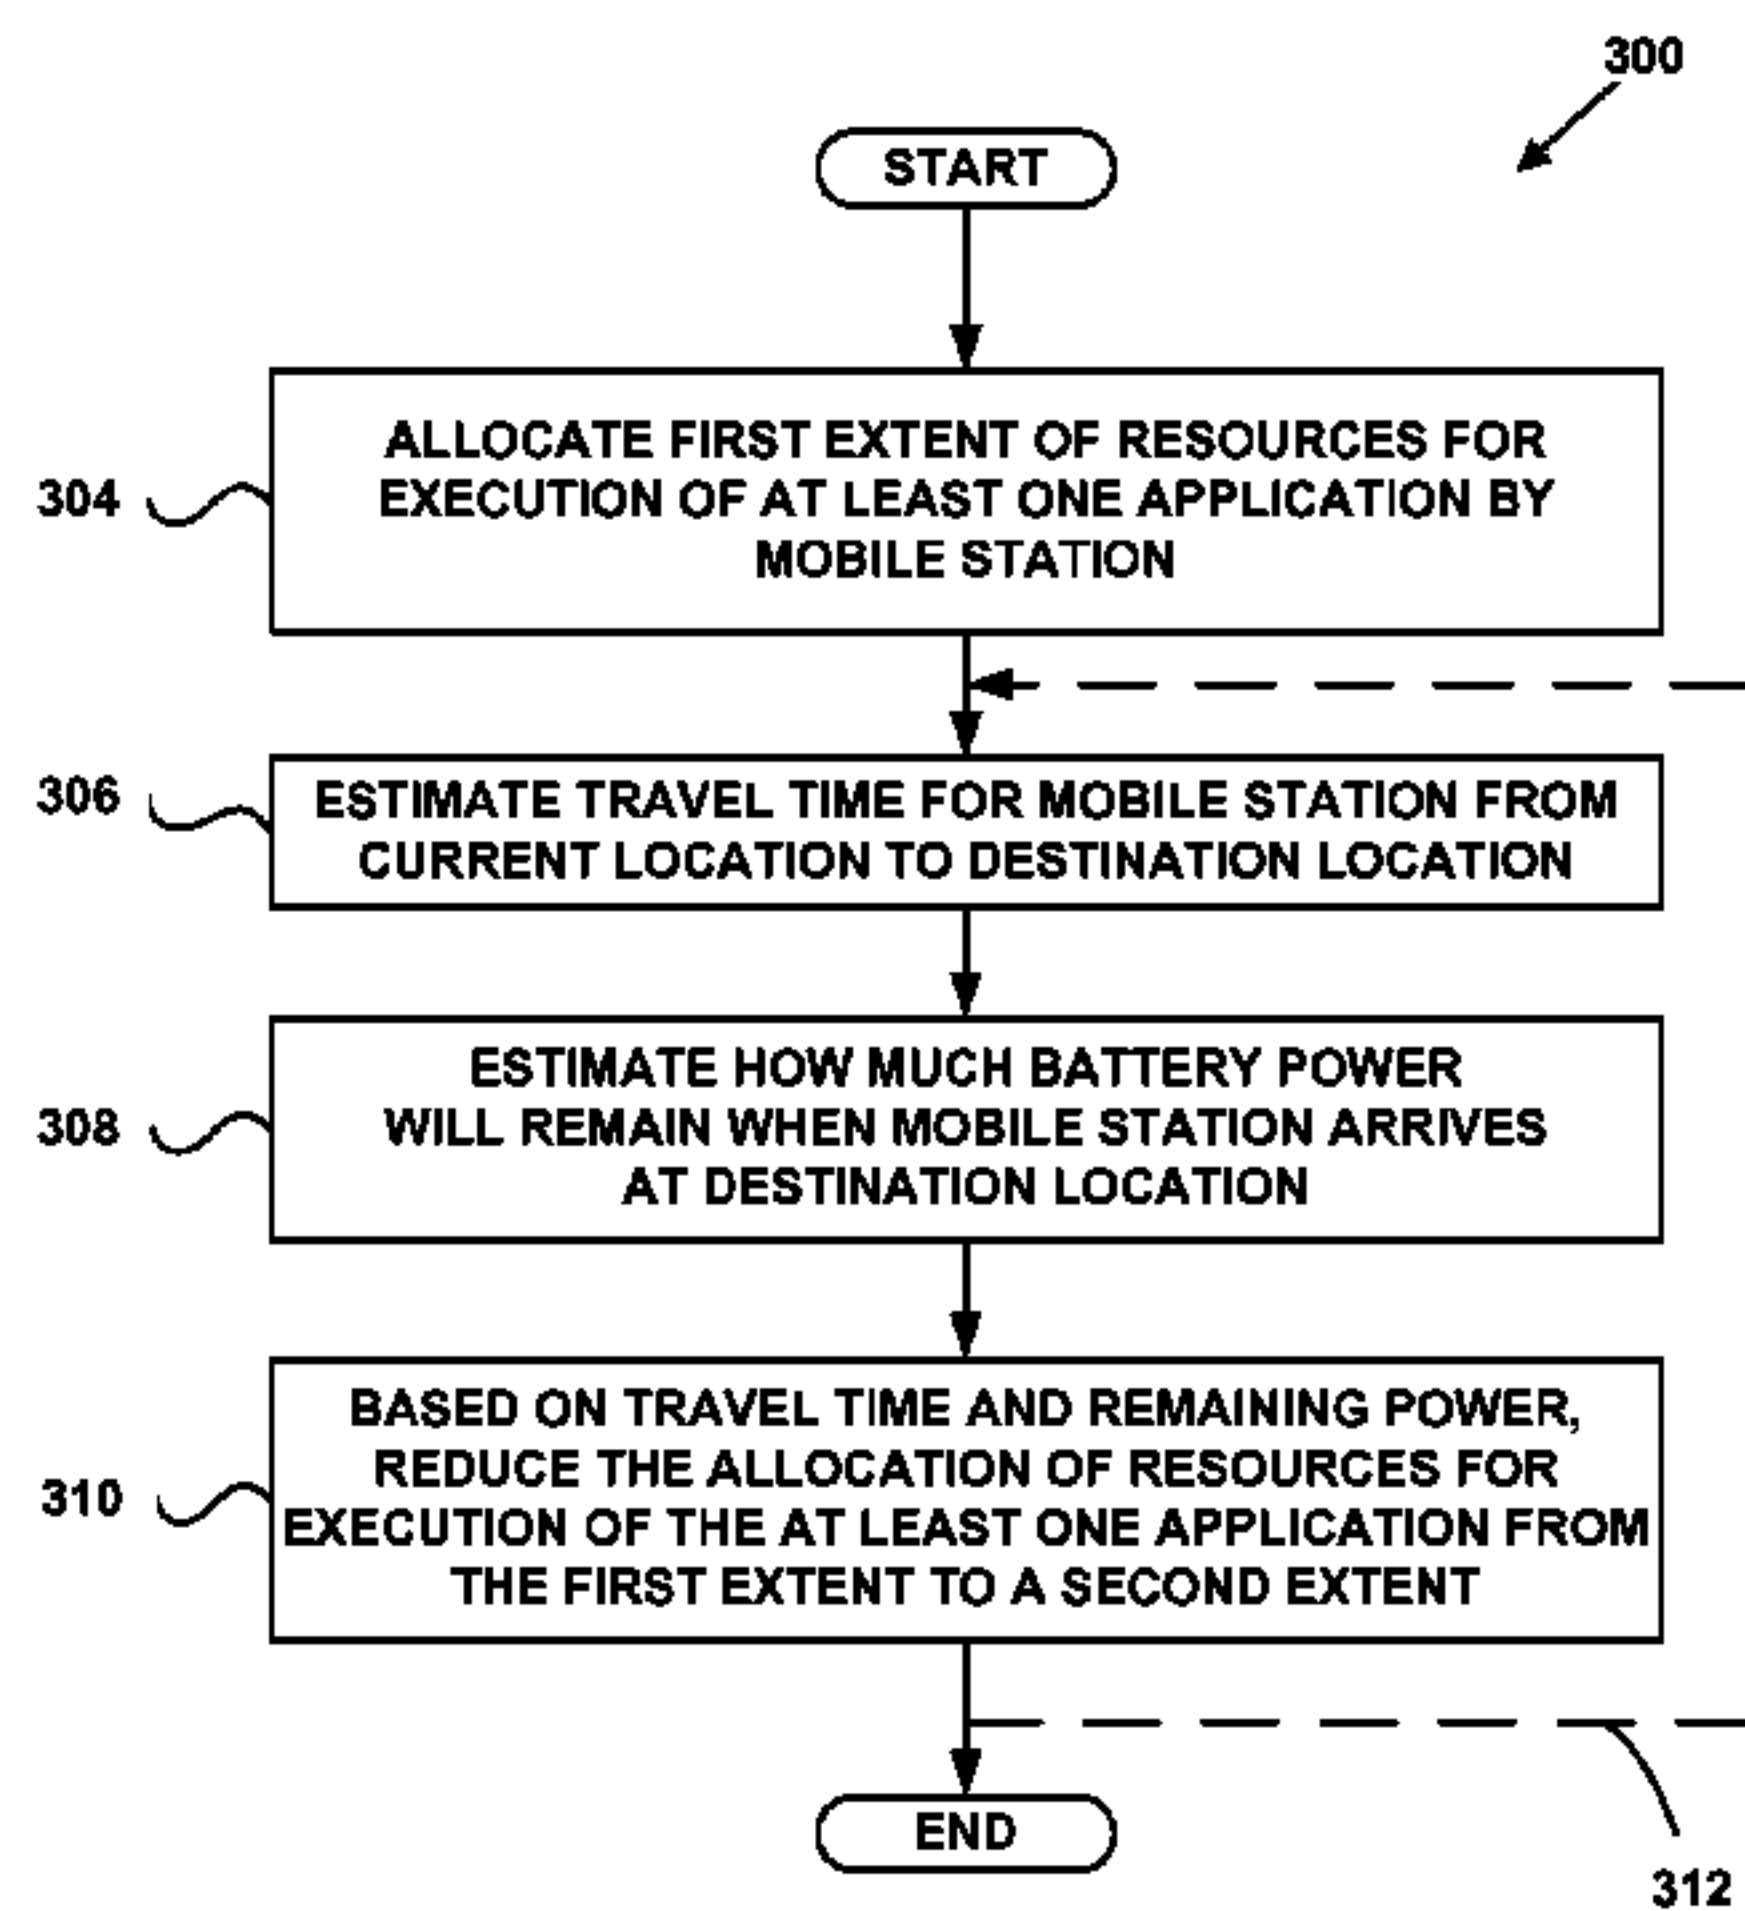 300
START
304
ALLOCATE FIRST EXTENT OF RESOURCES FOR
EXECUTION OF AT LEAST ONE APPLICATION BY
MOBILE STATION
306
ESTIMATE TRAVEL TIME FOR MOBILE STATION FROM
CURRENT LOCATION TO DESTINATION LOCATION
308
ESTIMATE HOW MUCH BATTERY POWER
WILL REMAIN WHEN MOBILE STATION ARRIVES
AT DESTINATION LOCATION
310
BASED ON TRAVEL TIME AND REMAINING POWER,
REDUCE THE ALLOCATION OF RESOURCES FOR
EXECUTION OF THE AT LEAST ONE APPLICATION FROM
THE FIRST EXTENT TO A SECOND EXTENT
END
312